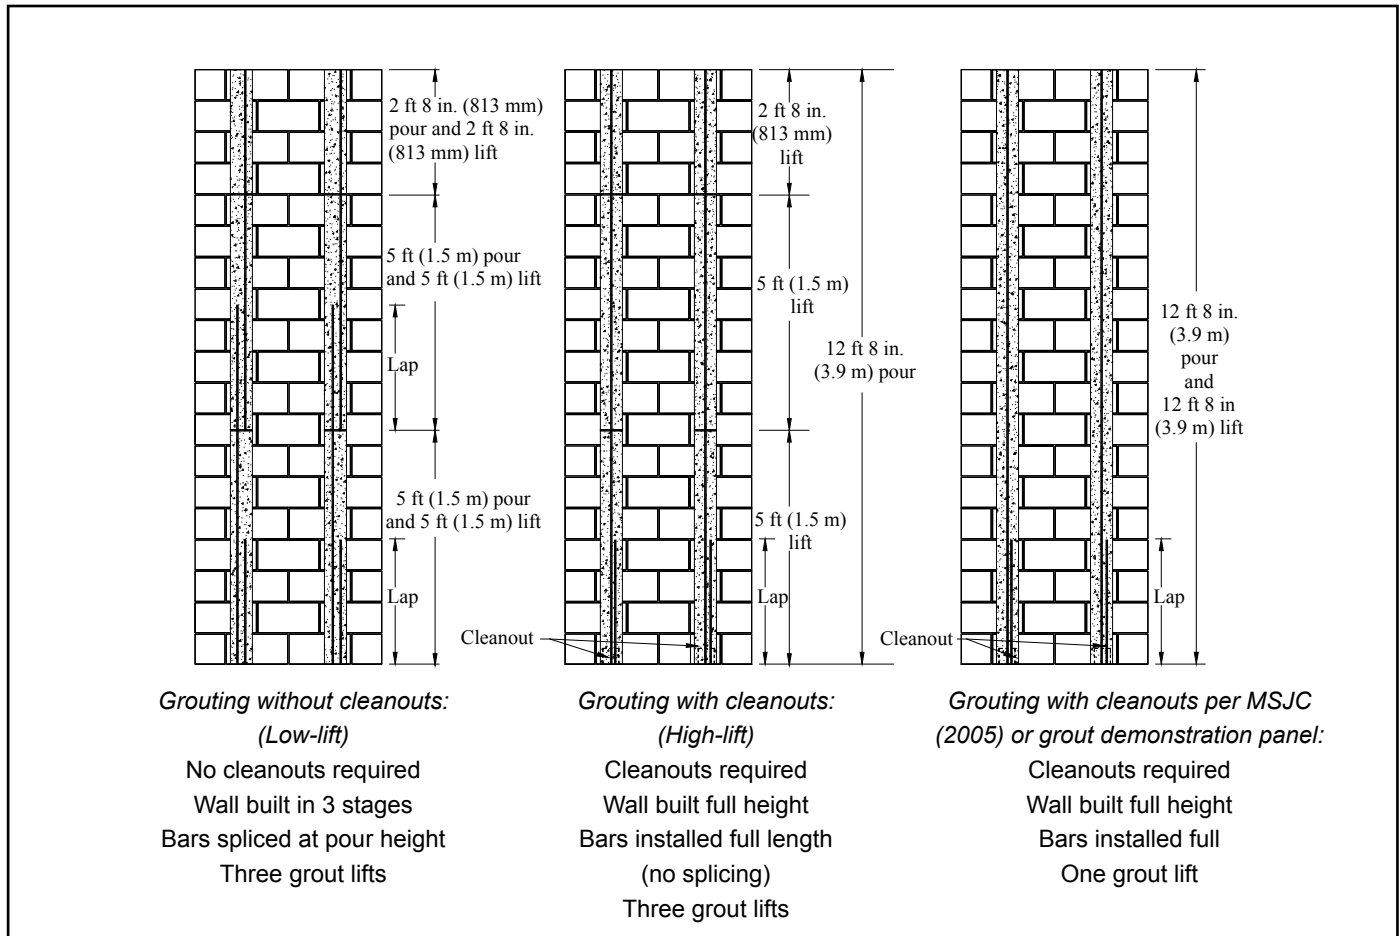 2 ft 8 in. (813 mm)
pour and 2 ft 8 in.
(813 mm) lift
5 ft (1.5 m) pour
and 5 ft (1.5 m) lift
Lap
5 ft (1.5 m) pour
and 5 ft (1.5 m) lift
Lap
Grouting without cleanouts:
(Low-lift)
No cleanouts required
Wall built in 3 stages
Bars spliced at pour height
Three grout lifts
2 ft 8 in.
(813 mm)
lift
5 ft (1.5 m)
lift
12 ft 8 in.
(3.9 m) pour
5 ft (1.5 m)
lift
Lap
Cleanout
Grouting with cleanouts:
(High-lift)
Cleanouts required
Wall built full height
Bars installed full length
(no splicing)
Three grout lifts
12 ft 8 in.
(3.9 m)
pour
and
12 ft 8 in
(3.9 m) lift
Lap
Cleanout
Grouting with cleanouts per MSJC
(2005) or grout demonstration panel:
Cleanouts required
Wall built full height
Bars installed full
One grout lift